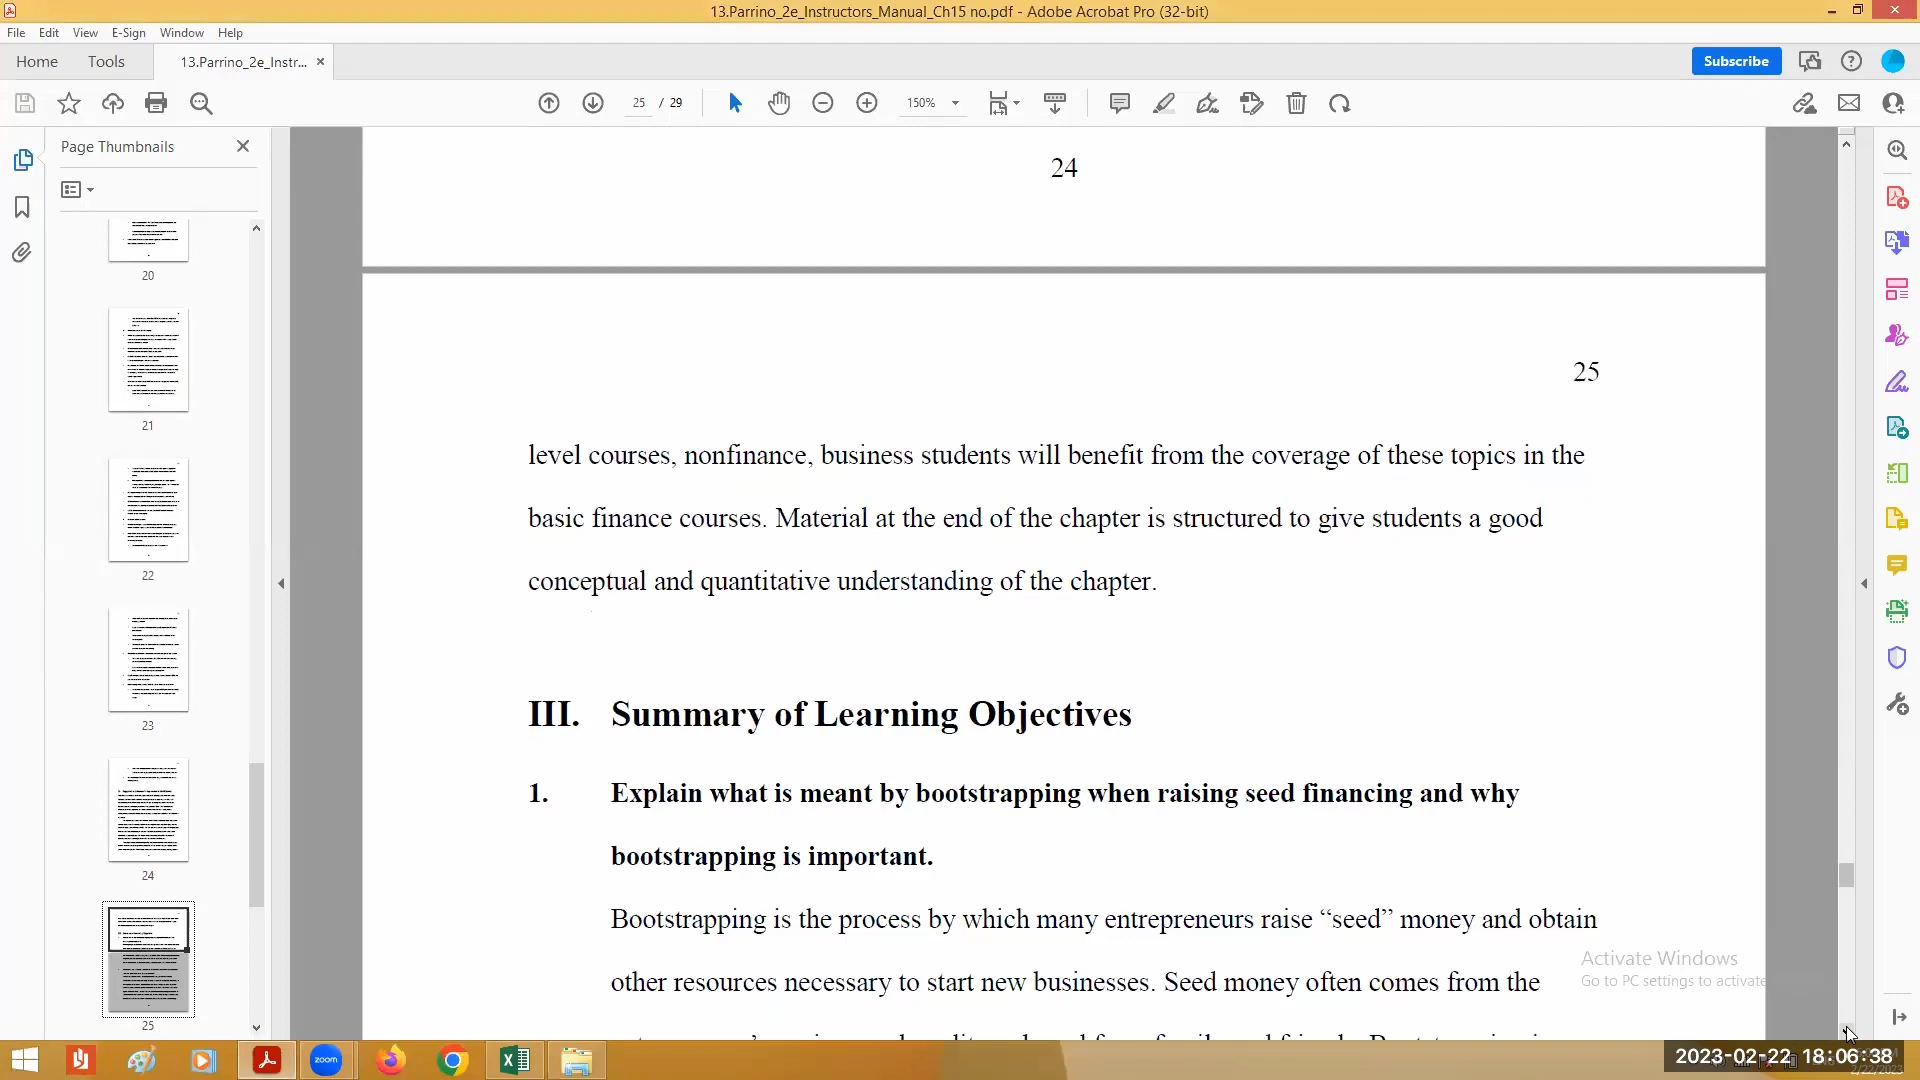 13.Parrino_2e_Instructors_Manual_Ch15 no.pdf - Adobe Acrobat Pro (32-bit)
File Edit View E-Sign Window Help
Home Tools 13.Parrino_2e_Instr... Subscribe
25 / 29 150%
Page Thumbnails
20
21
22
23
24
25
24
25
level courses, nonfinance, business students will benefit from the coverage of these topics in the
basic finance courses. Material at the end of the chapter is structured to give students a good
conceptual and quantitative understanding of the chapter.
III. Summary of Learning Objectives
1. Explain what is meant by bootstrapping when raising seed financing and why
bootstrapping is important.
Bootstrapping is the process by which many entrepreneurs raise “seed” money and obtain
other resources necessary to start new businesses. Seed money often comes from the
Activate Windows
Go to PC settings to activate
zoom
2023-02-22 18:06:38
2/22/2023